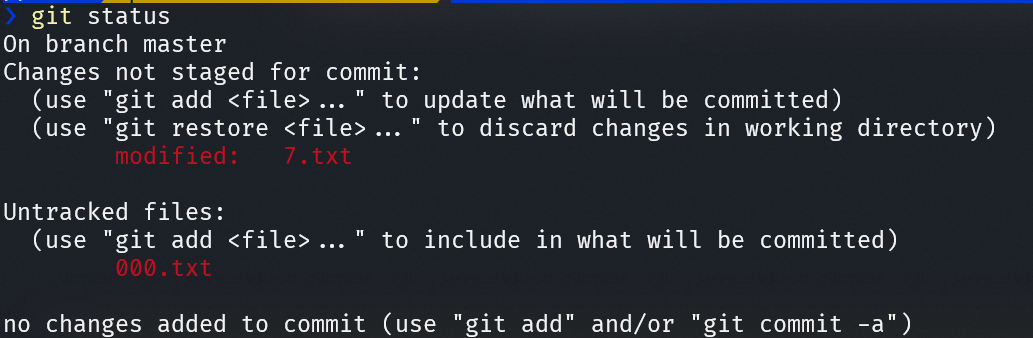 ❯ git status
On branch master
Changes not staged for commit:
  (use "git add <file>..." to update what will be committed)
  (use "git restore <file>..." to discard changes in working directory)
        modified:   7.txt

Untracked files:
  (use "git add <file>..." to include in what will be committed)
        000.txt

no changes added to commit (use "git add" and/or "git commit -a")